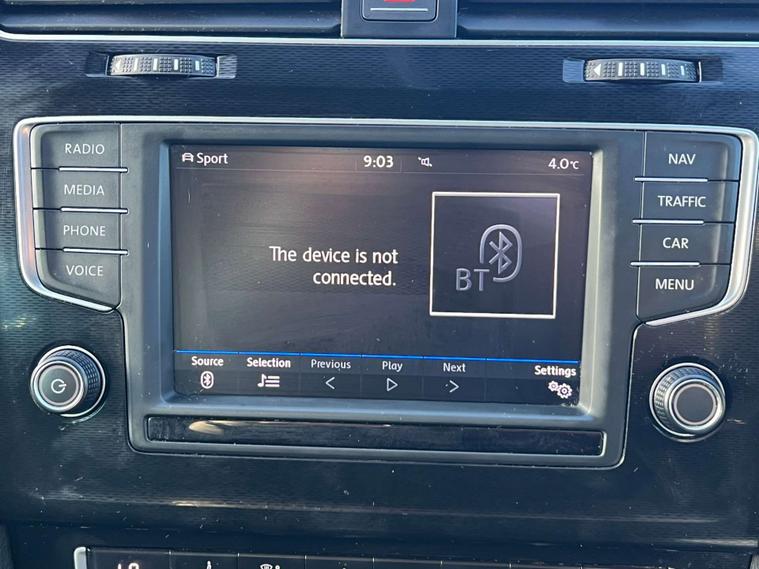 Sport 9:03 4.0°C
RADIO
MEDIA
PHONE
VOICE
The device is not
connected.
BT
NAV
TRAFFIC
CAR
MENU
Source Selection Previous Play Next Settings